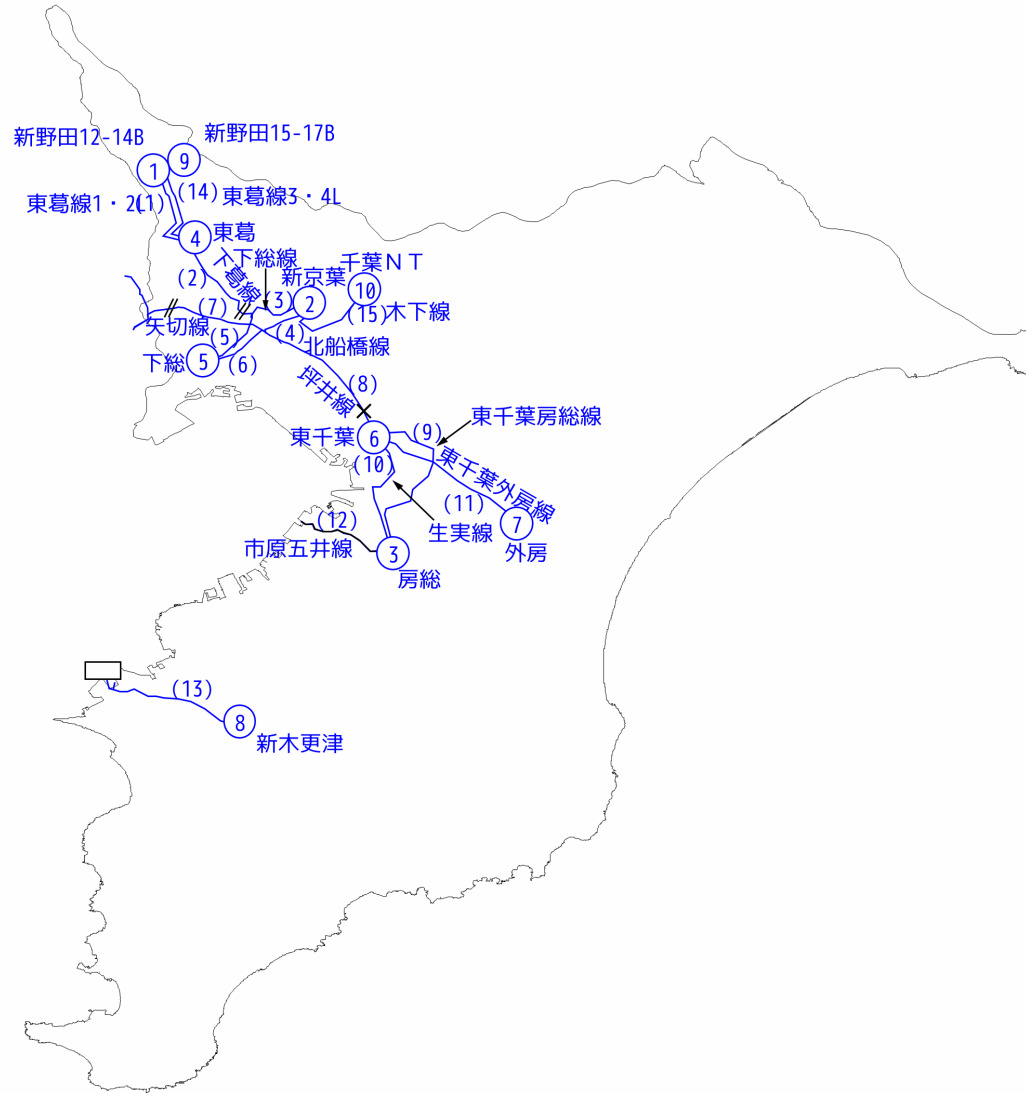 新野田12-14B
新野田15-17B
1
9
(14)
東葛線3・4L
東葛線1・2
(1)
4
東葛
下葛線
下下総線
千葉ＮＴ
(2)
新京葉
10
(3)
2
(7)
(15)
木下線
矢切線
(5)
(4)
北船橋線
下総
5
(6)
坪井線
(8)
東千葉房総線
東千葉
6
(9)
東千葉外房線
(10)
(11)
(12)
生実線
7
市原五井線
外房
3
房総
(13)
8
新木更津